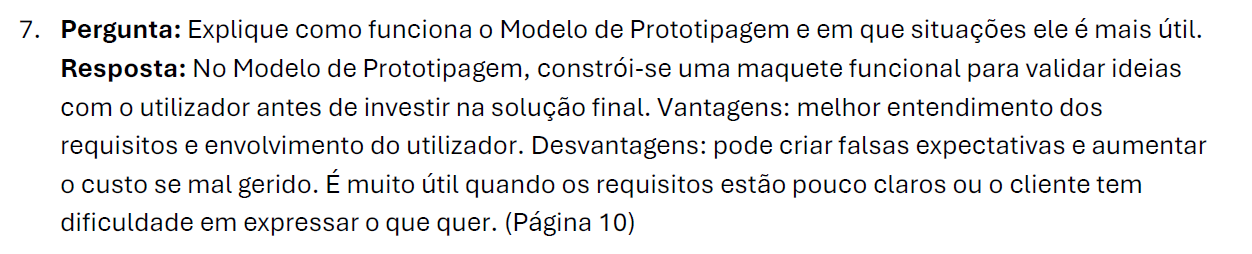 7. Pergunta: Explique como funciona o Modelo de Prototipagem e em que situações ele é mais útil.
Resposta: No Modelo de Prototipagem, constrói-se uma maquete funcional para validar ideias
com o utilizador antes de investir na solução final. Vantagens: melhor entendimento dos
requisitos e envolvimento do utilizador. Desvantagens: pode criar falsas expectativas e aumentar
o custo se mal gerido. É muito útil quando os requisitos estão pouco claros ou o cliente tem
dificuldade em expressar o que quer. (Página 10)